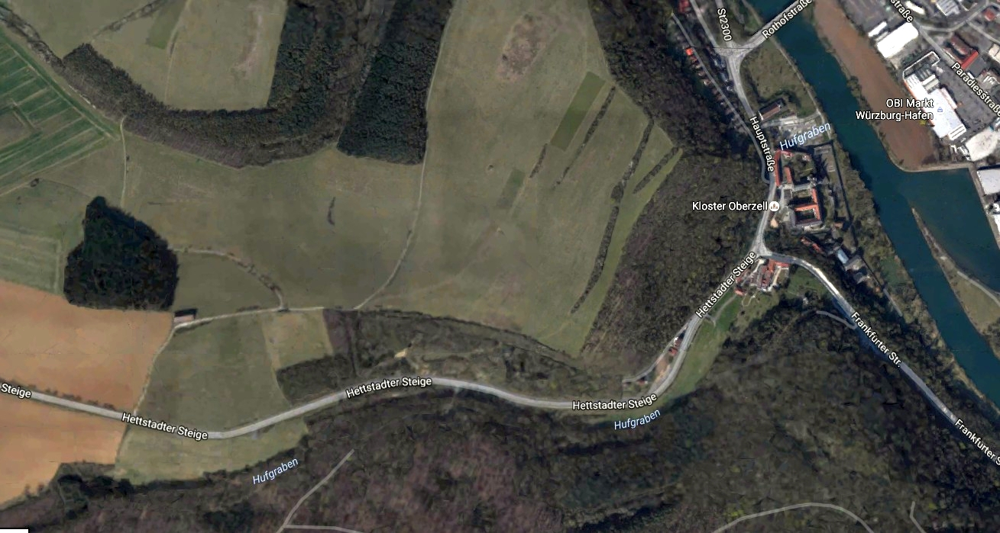 St2300
Rothofstraße
straße
Paradiesstraße
OBI Markt
Würzburg-Hafen
Hauptstraße
Hufgraben
Kloster Oberzell
Hettstadter Steige
Frankfurter Str.
Frankfurter S
Hettstadter Steige
Hettstadter Steige
Steige
Hettstadter Steige
Hufgraben
Hufgraben